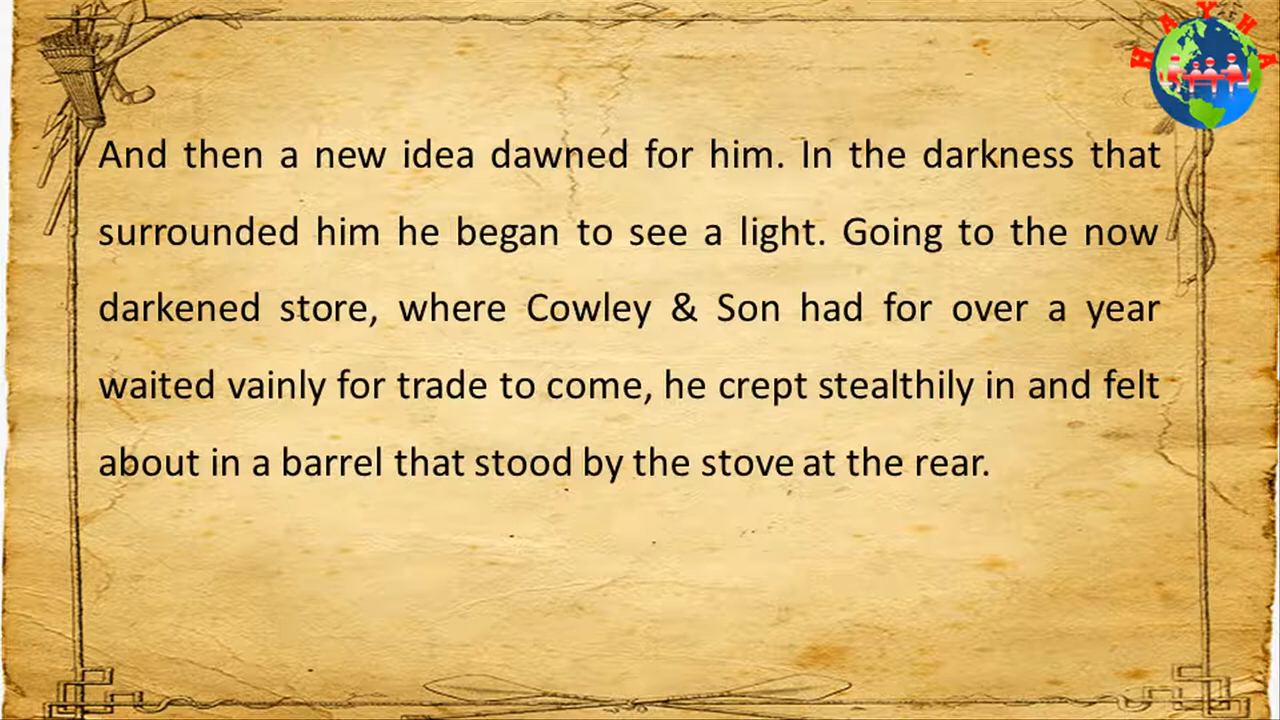 HAYHA
And then a new idea dawned for him. In the darkness that
surrounded him he began to see a light. Going to the now
darkened store, where Cowley & Son had for over a year
waited vainly for trade to come, he crept stealthily in and felt
about in a barrel that stood by the stove at the rear.